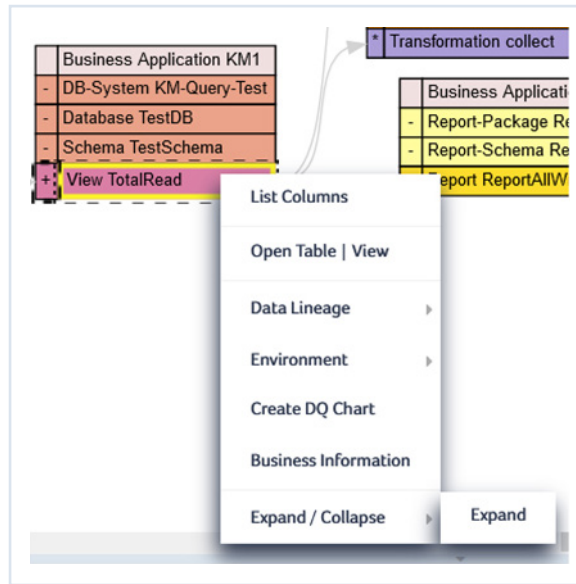 * Transformation collect
Business Application KM1
- DB-System KM-Query-Test
- Database TestDB
- Schema TestSchema
+ View TotalRead
Business Applicati
- Report-Package Re
- Report-Schema Re
Report ReportAllW
List Columns
Open Table | View
Data Lineage
Environment
Create DQ Chart
Business Information
Expand / Collapse
Expand